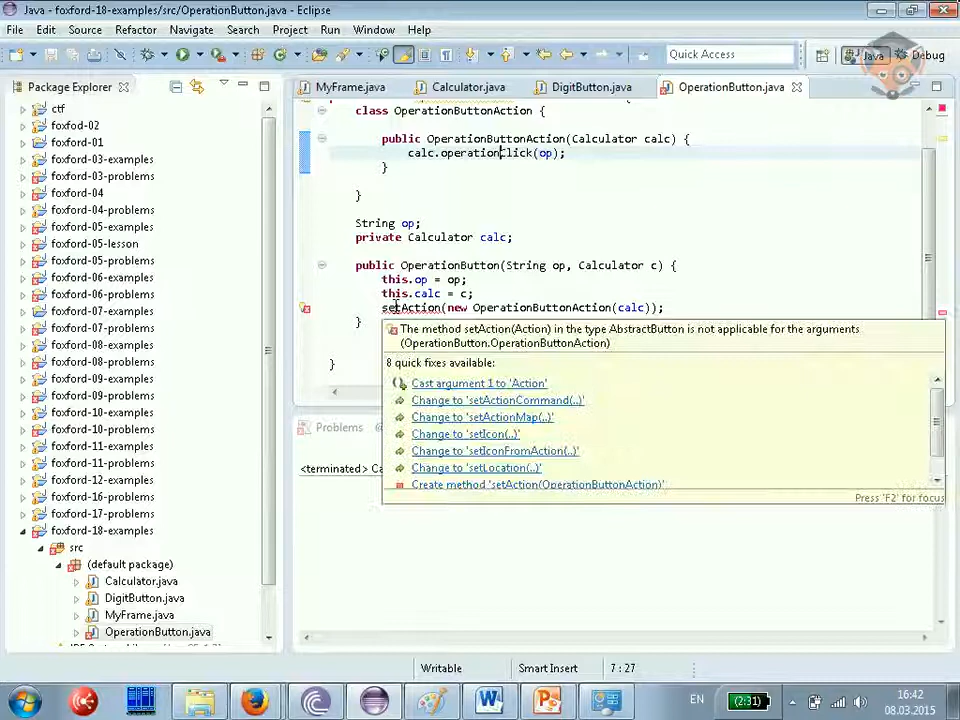 Java - foxford-18-examples/src/OperationButton.java - Eclipse
File Edit Source Refactor Navigate Search Project Run Window Help
Quick Access
Java
Debug
Package Explorer
MyFrame.java
Calculator.java
DigitButton.java
OperationButton.java
ctf
foxfod-02
foxford-01
foxford-03-examples
foxford-03-problems
foxford-04
foxford-04-problems
foxford-05-examples
foxford-05-lesson
foxford-05-problems
foxford-06-examples
foxford-07-examples
foxford-07-problems
foxford-08-examples
foxford-08-problems
foxford-09-examples
foxford-09-problems
foxford-10-examples
foxford-10-problems
foxford-11-examples
foxford-11-problems
foxford-12-examples
foxford-16-problems
foxford-17-problems
foxford-18-examples
src
(default package)
Calculator.java
DigitButton.java
MyFrame.java
OperationButton.java
class OperationButtonAction {
public OperationButtonAction(Calculator calc) {
calc.operationClick(op);
}
}
String op;
private Calculator calc;
public OperationButton(String op, Calculator c) {
this.op = op;
this.calc = c;
setAction(new OperationButtonAction(calc));
}
}
The method setAction(Action) in the type AbstractButton is not applicable for the arguments
(OperationButton.OperationButtonAction)
8 quick fixes available:
Cast argument 1 to 'Action'
Change to 'setActionCommand(..)'
Change to 'setActionMap(..)'
Change to 'setIcon(..)'
Change to 'setIconFromAction(..)'
Change to 'setLocation(..)'
Create method 'setAction(OperationButtonAction)'
Press 'F2' for focus
Problems
<terminated> Ca
Writable
Smart Insert
7 : 27
EN
(2:31)
16:42
08.03.2015